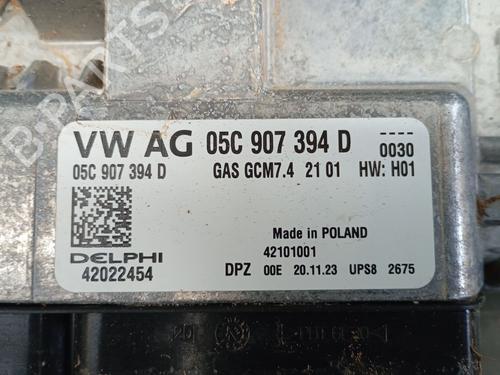 VW AG 05C 907 394 D ----- 0030
05C 907 394 D GAS GCM7.4 21 01 HW: H01
Made in POLAND
DELPHI 42101001
42022454 DPZ 00E 20.11.23 UPS8 2675
B-PARTS